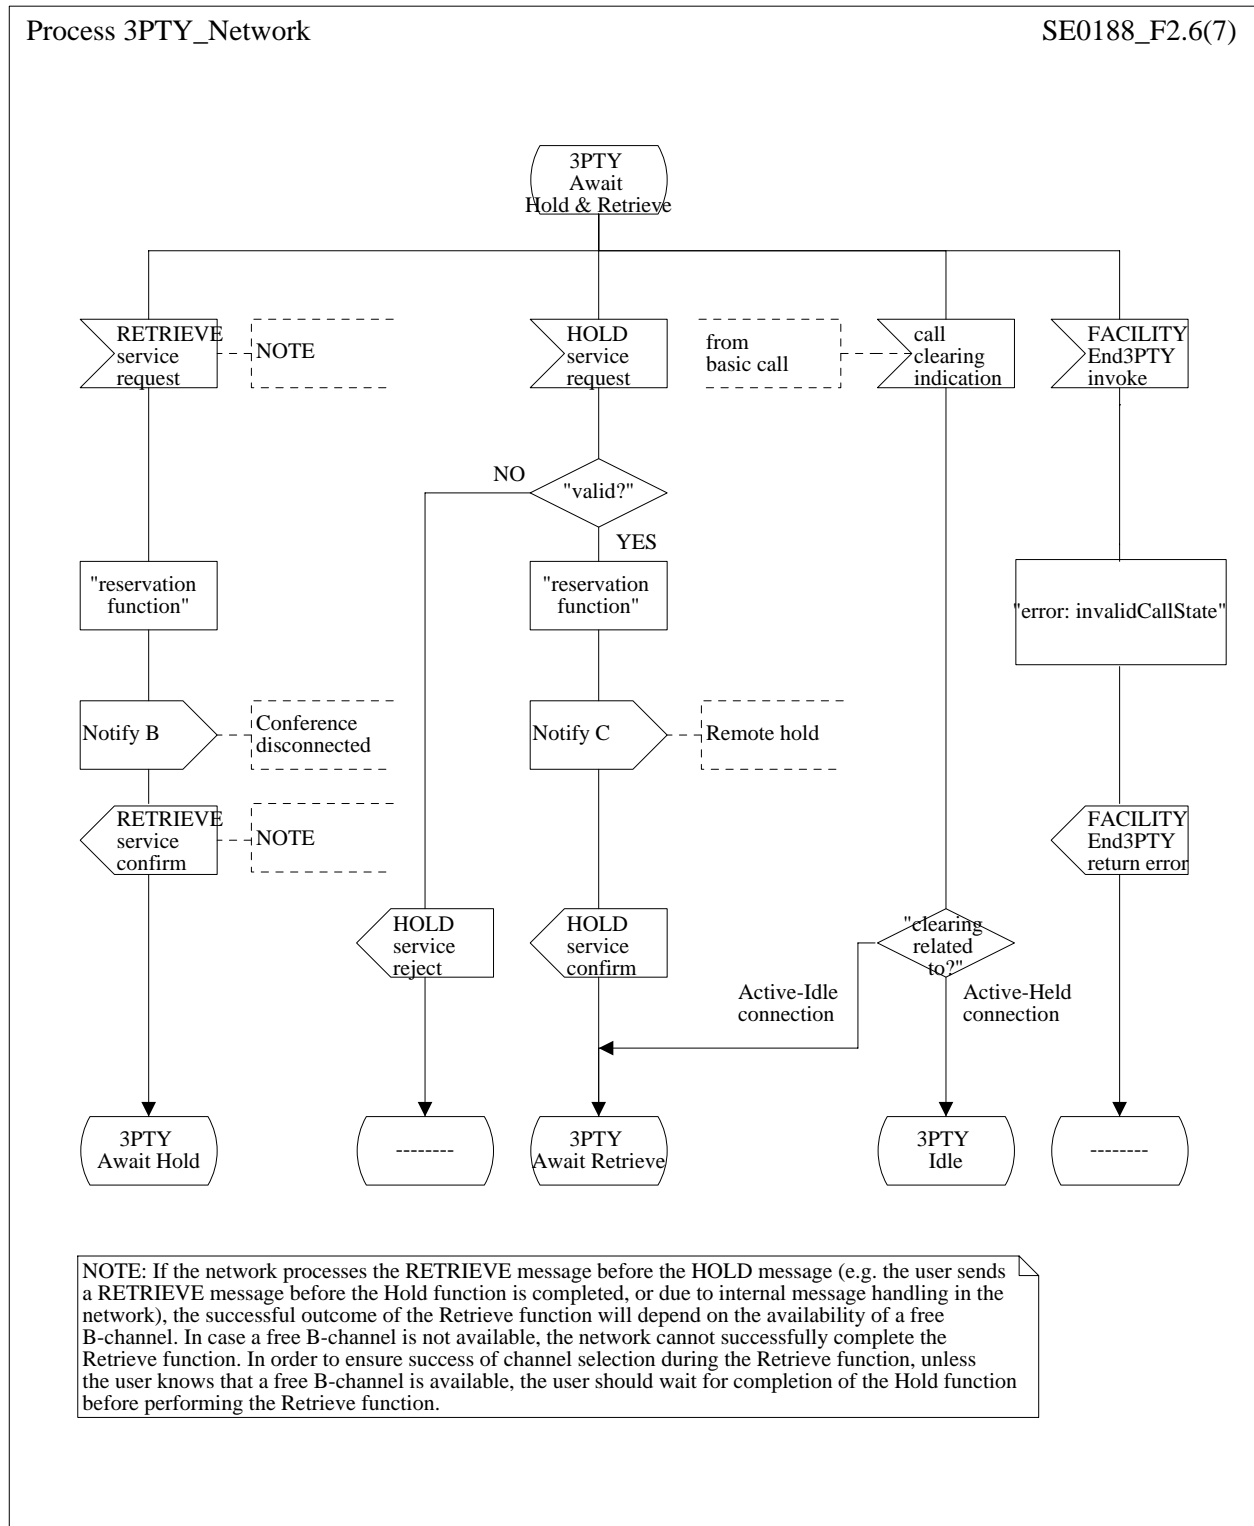 Process 3PTY_Network
SE0188_F2.6(7)
3PTY
Await
Hold & Retrieve
RETRIEVE
service
request
NOTE
HOLD
service
request
from
basic call
call
clearing
indication
FACILITY
End3PTY
invoke
NO
"valid?"
YES
"reservation
function"
"reservation
function"
"error: invalidCallState"
Notify B
Conference
disconnected
Notify C
Remote hold
RETRIEVE
service
confirm
NOTE
FACILITY
End3PTY
return error
HOLD
service
reject
HOLD
service
confirm
"clearing
related
to?"
Active-Idle
connection
Active-Held
connection
3PTY
Await Hold
--------
3PTY
Await Retrieve
3PTY
Idle
--------
NOTE: If the network processes the RETRIEVE message before the HOLD message (e.g. the user sends
a RETRIEVE message before the Hold function is completed, or due to internal message handling in the
network), the successful outcome of the Retrieve function will depend on the availability of a free
B-channel. In case a free B-channel is not available, the network cannot successfully complete the
Retrieve function. In order to ensure success of channel selection during the Retrieve function, unless
the user knows that a free B-channel is available, the user should wait for completion of the Hold function
before performing the Retrieve function.